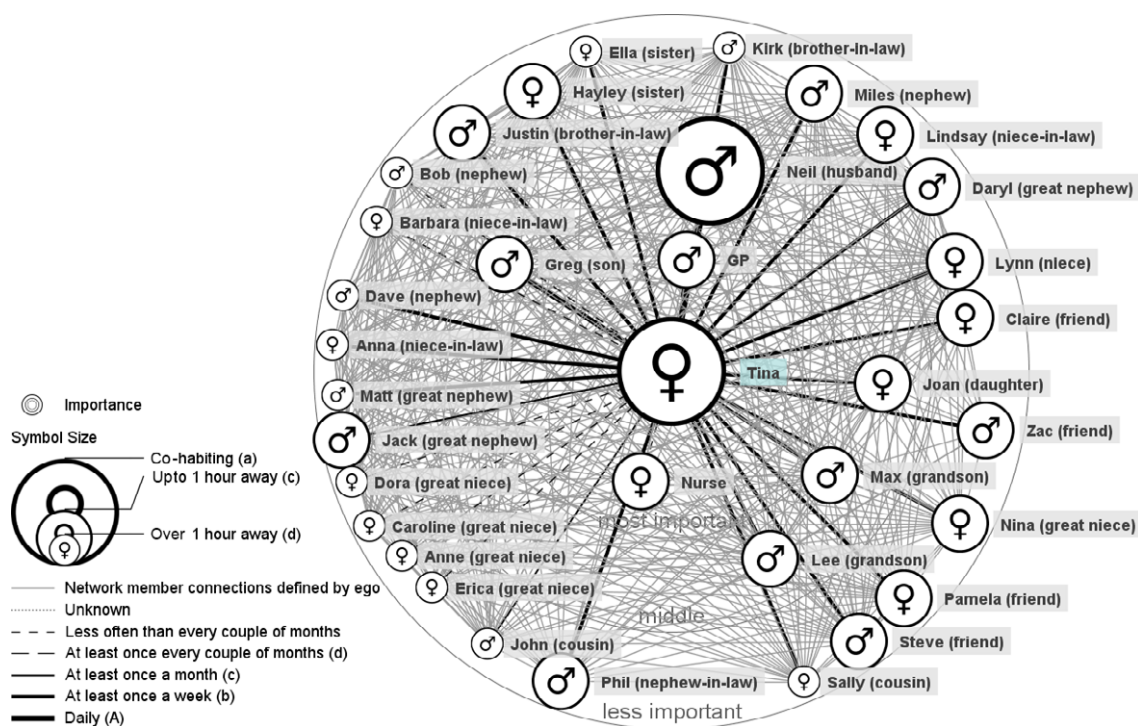 Ella (sister)
Kirk (brother-in-law)
Hayley (sister)
Miles (nephew)
Justin (brother-in-law)
Lindsay (niece-in-law)
Bob (nephew)
Neil (husband)
Daryl (great nephew)
Barbara (niece-in-law)
Greg (son)
GP
Lynn (niece)
Dave (nephew)
Claire (friend)
Anna (niece-in-law)
Tina
Joan (daughter)
Matt (great nephew)
Zac (friend)
Jack (great nephew)
Dora (great niece)
Nurse
Max (grandson)
most important
Caroline (great niece)
Nina (great niece)
Anne (great niece)
Lee (grandson)
Erica (great niece)
Pamela (friend)
middle
John (cousin)
Steve (friend)
Phil (nephew-in-law)
Sally (cousin)
less important
Importance
Symbol Size
Co-habiting (a)
Upto 1 hour away (c)
Over 1 hour away (d)
Network member connections defined by ego
Unknown
Less often than every couple of months
At least once every couple of months (d)
At least once a month (c)
At least once a week (b)
Daily (A)